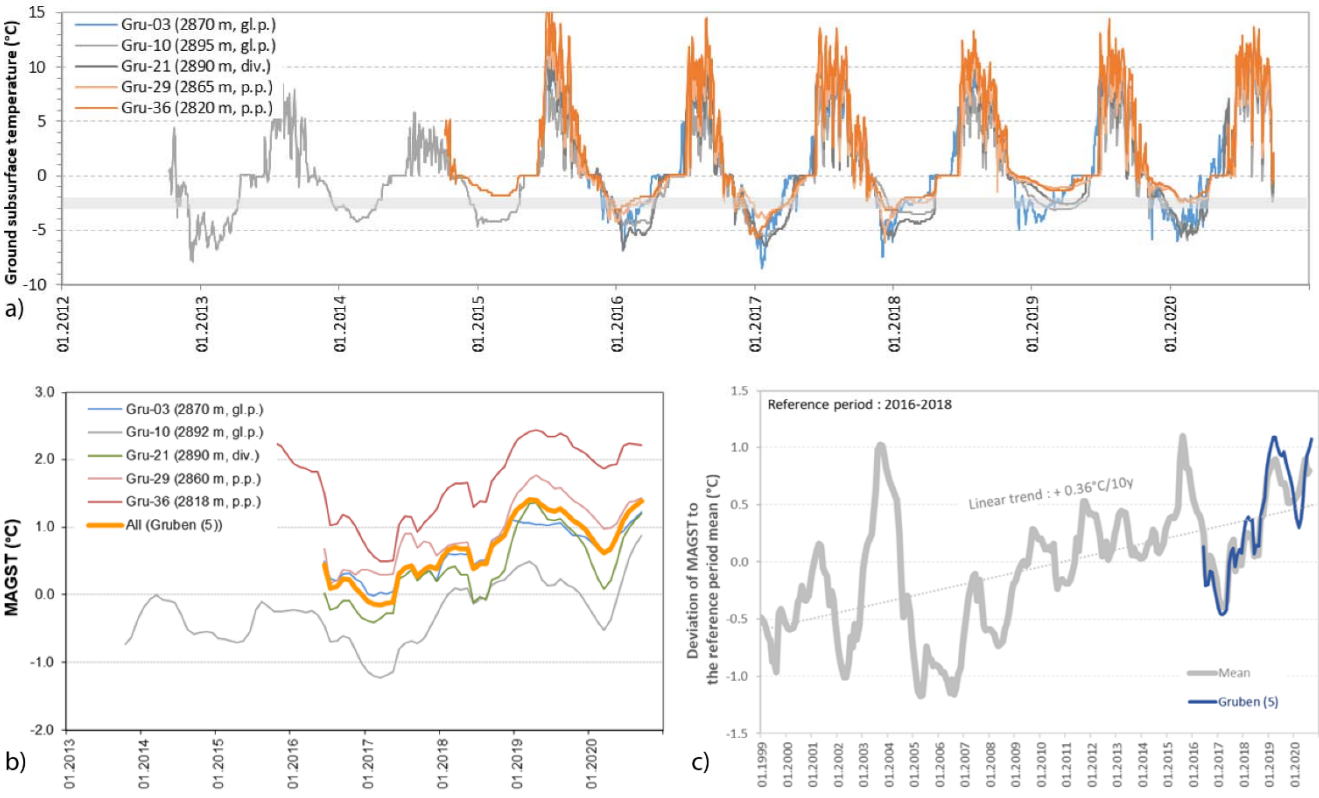 Ground subsurface temperature (°C)
15
10
5
0
-5
-10
Gru-03 (2870 m, gl.p.)
Gru-10 (2895 m, gl.p.)
Gru-21 (2890 m, div.)
Gru-29 (2865 m, p.p.)
Gru-36 (2820 m, p.p.)
01.2012
01.2013
01.2014
01.2015
01.2016
01.2017
01.2018
01.2019
01.2020
a)
MAGST (°C)
3.0
2.0
1.0
0.0
-1.0
-2.0
Gru-03 (2870 m, gl.p.)
Gru-10 (2892 m, gl.p.)
Gru-21 (2890 m, div.)
Gru-29 (2860 m, p.p.)
Gru-36 (2818 m, p.p.)
All (Gruben (5))
01.2013
01.2014
01.2015
01.2016
01.2017
01.2018
01.2019
01.2020
b)
Deviation of MAGST to
the reference period mean (°C)
1.5
1.0
0.5
0.0
-0.5
-1.0
-1.5
Reference period : 2016-2018
Linear trend : + 0.36°C/10y
Mean
Gruben (5)
01.1999
01.2000
01.2001
01.2002
01.2003
01.2004
01.2005
01.2006
01.2007
01.2008
01.2009
01.2010
01.2011
01.2012
01.2013
01.2014
01.2015
01.2016
01.2017
01.2018
01.2019
01.2020
c)